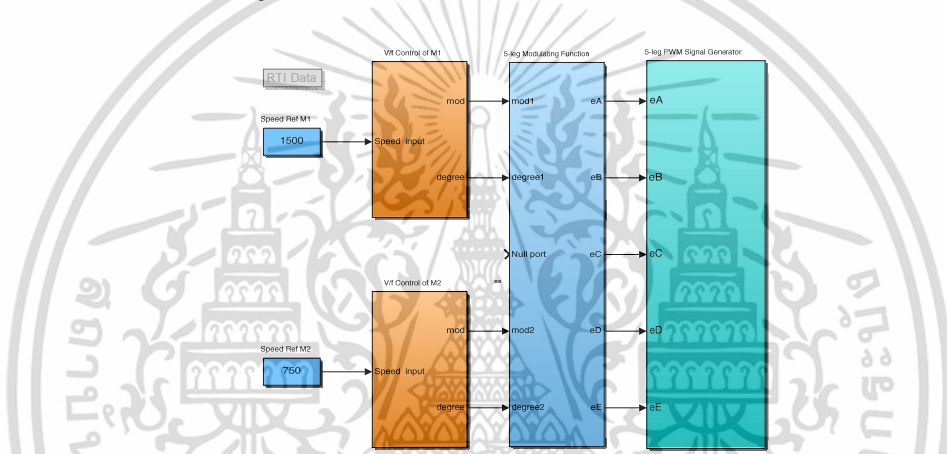 V/f Control of M1
5-leg Modulating Function
5-leg PWM Signal Generator
RTI Data
mod
mod1
eA
eA
Speed Ref M1
1500
Speed input
degree
degree1
eB
eB
Null port
eC
eC
V/f Control of M2
mod
mod2
eD
eD
Speed Ref M2
750
Speed input
degree
degree2
eE
eE